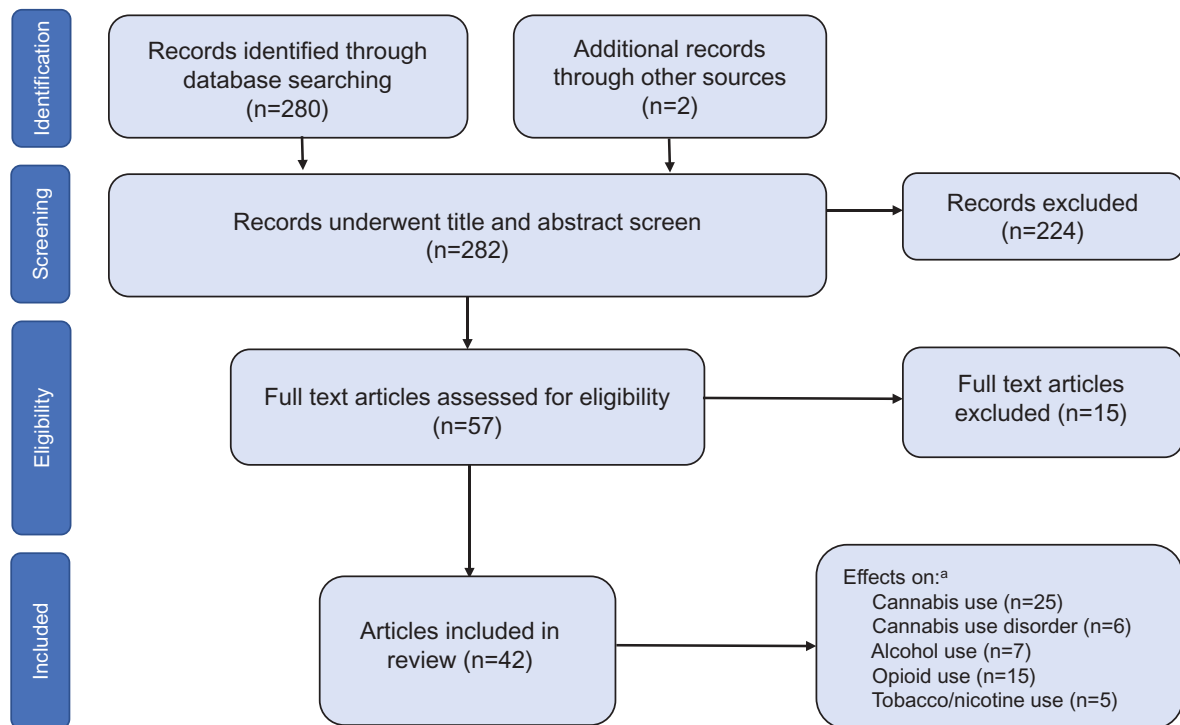 Identification
Records identified through
database searching
(n=280)
Additional records
through other sources
(n=2)
Screening
Records underwent title and abstract screen
(n=282)
Records excluded
(n=224)
Eligibility
Full text articles assessed for eligibility
(n=57)
Full text articles
excluded (n=15)
Included
Articles included in
review (n=42)
Effects on:ᵃ
Cannabis use (n=25)
Cannabis use disorder (n=6)
Alcohol use (n=7)
Opioid use (n=15)
Tobacco/nicotine use (n=5)